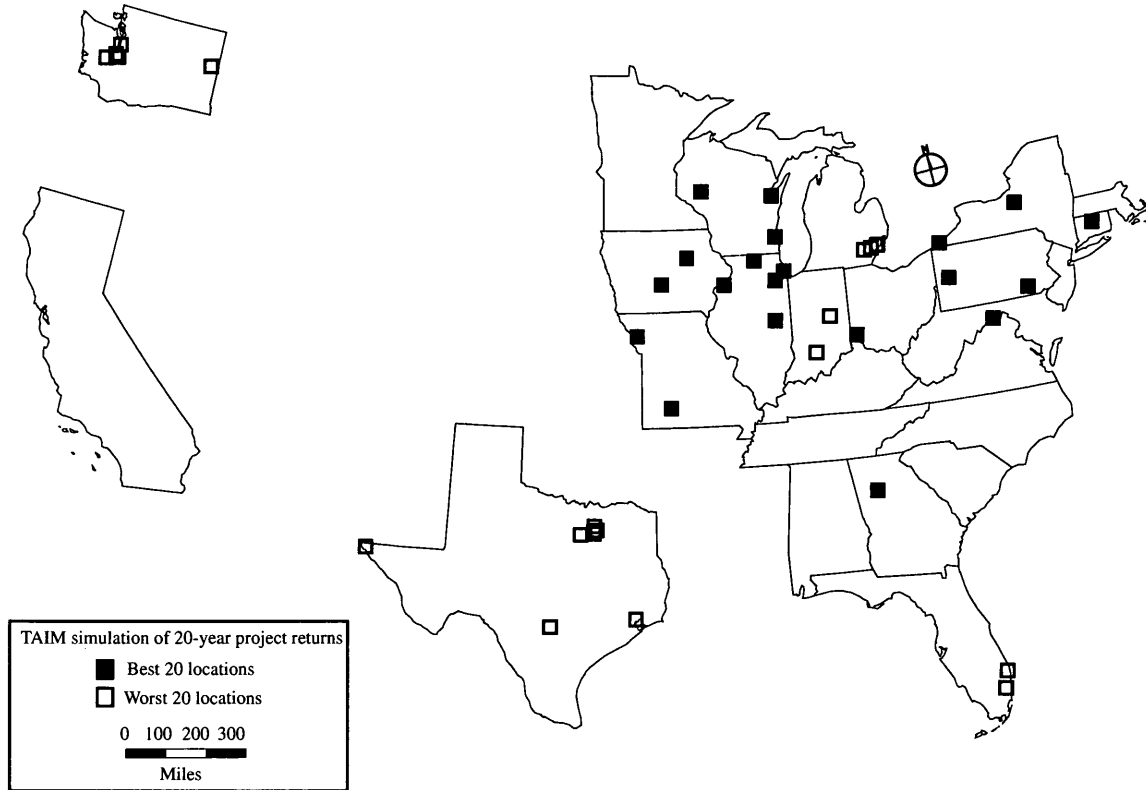 N
TAIM simulation of 20-year project returns
Best 20 locations
Worst 20 locations
0 100 200 300
Miles